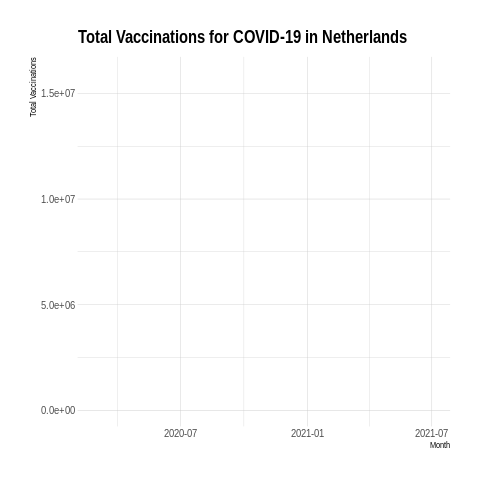 Total Vaccinations for COVID-19 in Netherlands
Total Vaccinations
1.5e+07
1.0e+07
5.0e+06
0.0e+00
2020-07 2021-01 2021-07
Month